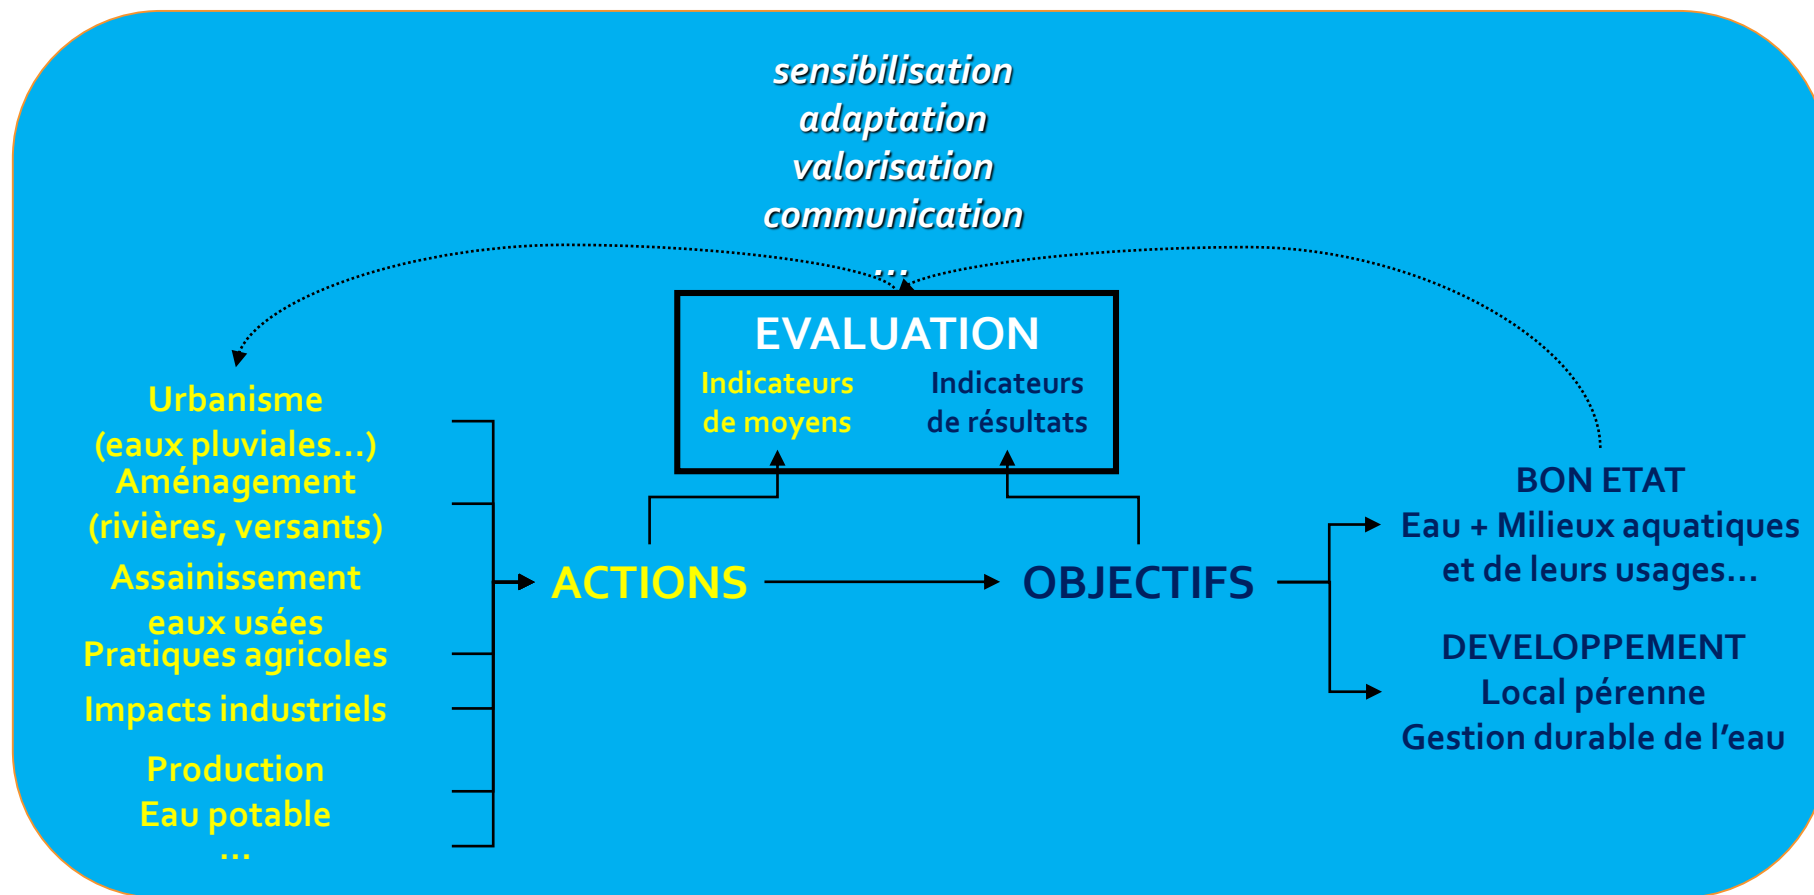 sensibilisation
adaptation
valorisation
communication
...
EVALUATION
Indicateurs
de moyens
Indicateurs
de résultats
Urbanisme
(eaux pluviales...)
Aménagement
(rivières, versants)
Assainissement
eaux usées
Pratiques agricoles
Impacts industriels
Production
Eau potable
...
ACTIONS
OBJECTIFS
BON ETAT
Eau + Milieux aquatiques
et de leurs usages...
DEVELOPPEMENT
Local pérenne
Gestion durable de l’eau